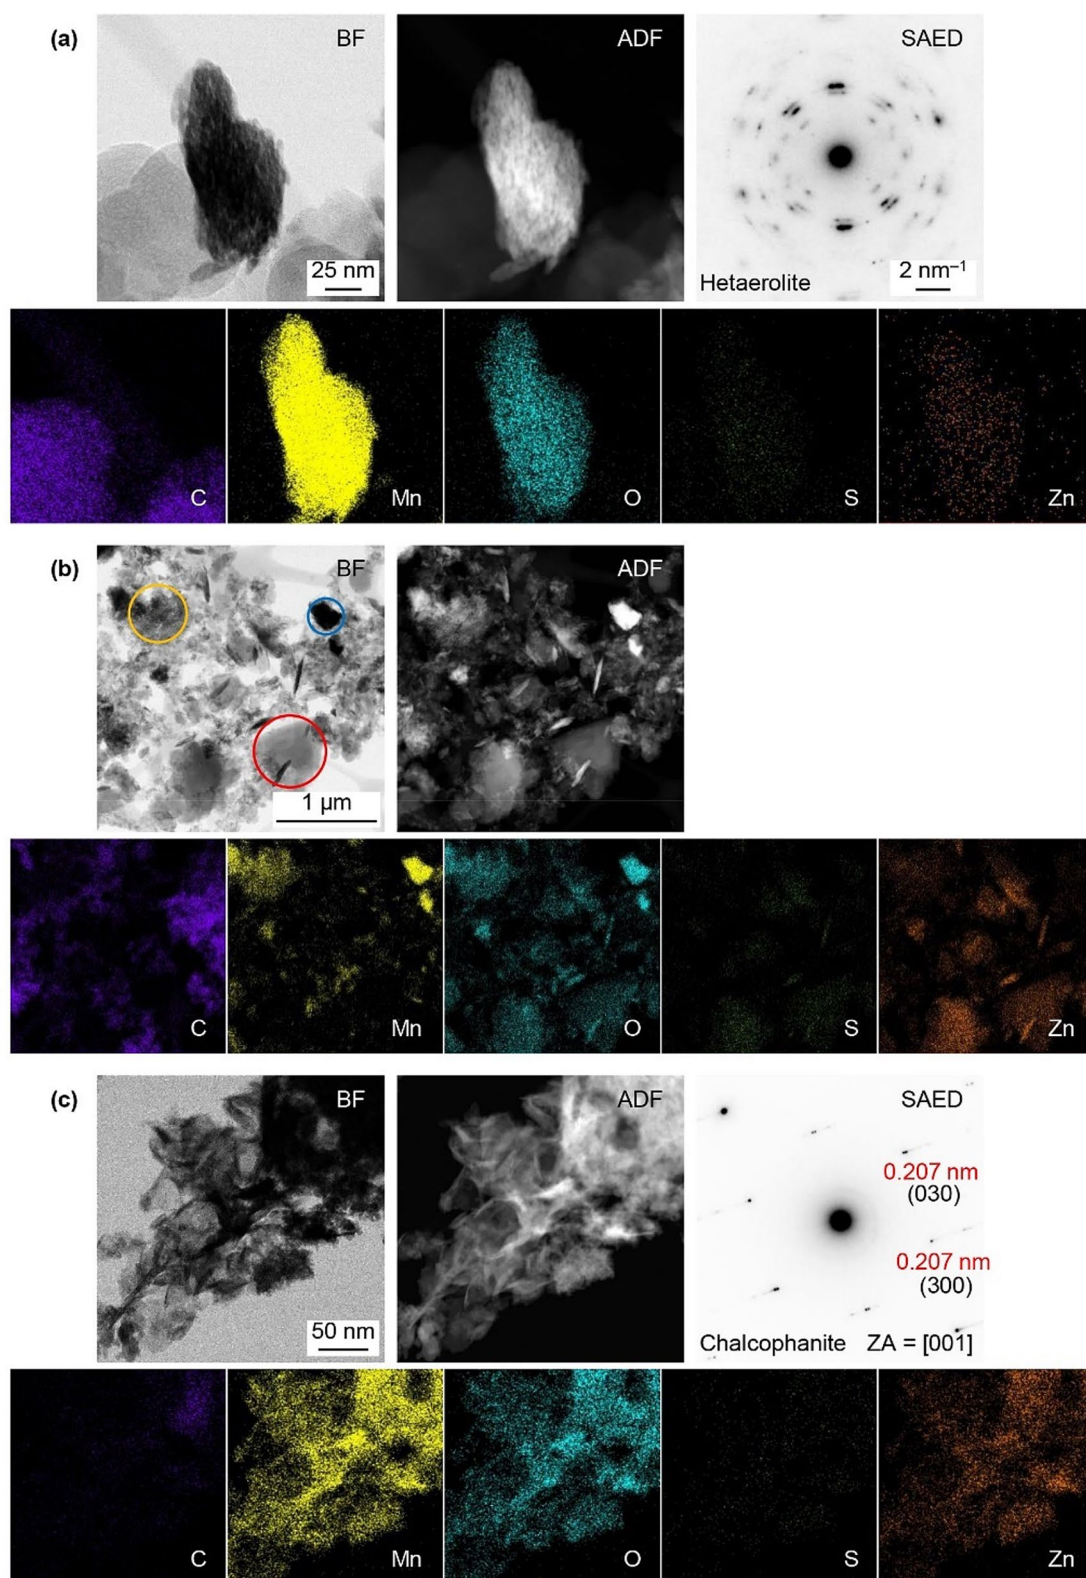 (a)
BF
ADF
SAED
25 nm
Hetaerolite
2 nm⁻¹
C
Mn
O
S
Zn
(b)
BF
ADF
1 µm
C
Mn
O
S
Zn
(c)
BF
ADF
SAED
0.207 nm
(030)
0.207 nm
(300)
50 nm
Chalcophanite ZA = [001]
C
Mn
O
S
Zn